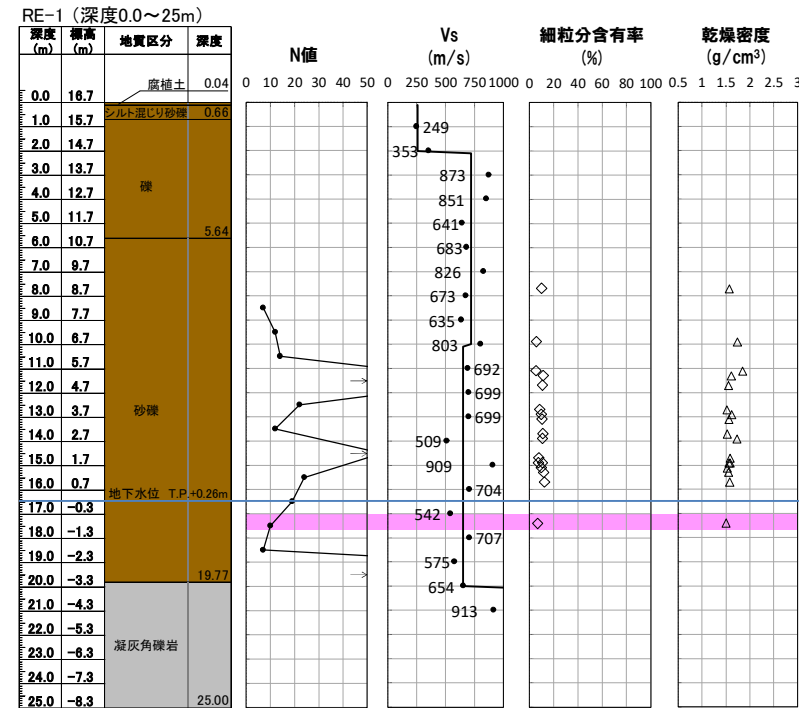 RE-1（深度0.0～25m）
深度 標高 地質区分 深度
(m) (m)
N値
Vs
(m/s)
細粒分含有率
(%)
乾燥密度
(g/cm³)
腐植土 0.04
0 10 20 30 40 50
0 250 500 750 1000
0 20 40 60 80 100
0.5 1 1.5 2 2.5 3
0.0 16.7
シルト混じり砂礫 0.66
1.0 15.7 249
2.0 14.7 353
3.0 13.7 873
礫
4.0 12.7 851
5.0 11.7 641
5.64
6.0 10.7 683
7.0 9.7 826
8.0 8.7 673
9.0 7.7 635
10.0 6.7 803
11.0 5.7 692
12.0 4.7 699
13.0 3.7 699
砂礫
14.0 2.7 509
15.0 1.7 909
16.0 0.7 704
地下水位 T.P.+0.26m
17.0 −0.3 542
18.0 −1.3 707
19.0 −2.3 575
19.77
20.0 −3.3 654
21.0 −4.3 913
22.0 −5.3
凝灰角礫岩
23.0 −6.3
24.0 −7.3
25.0 −8.3 25.00